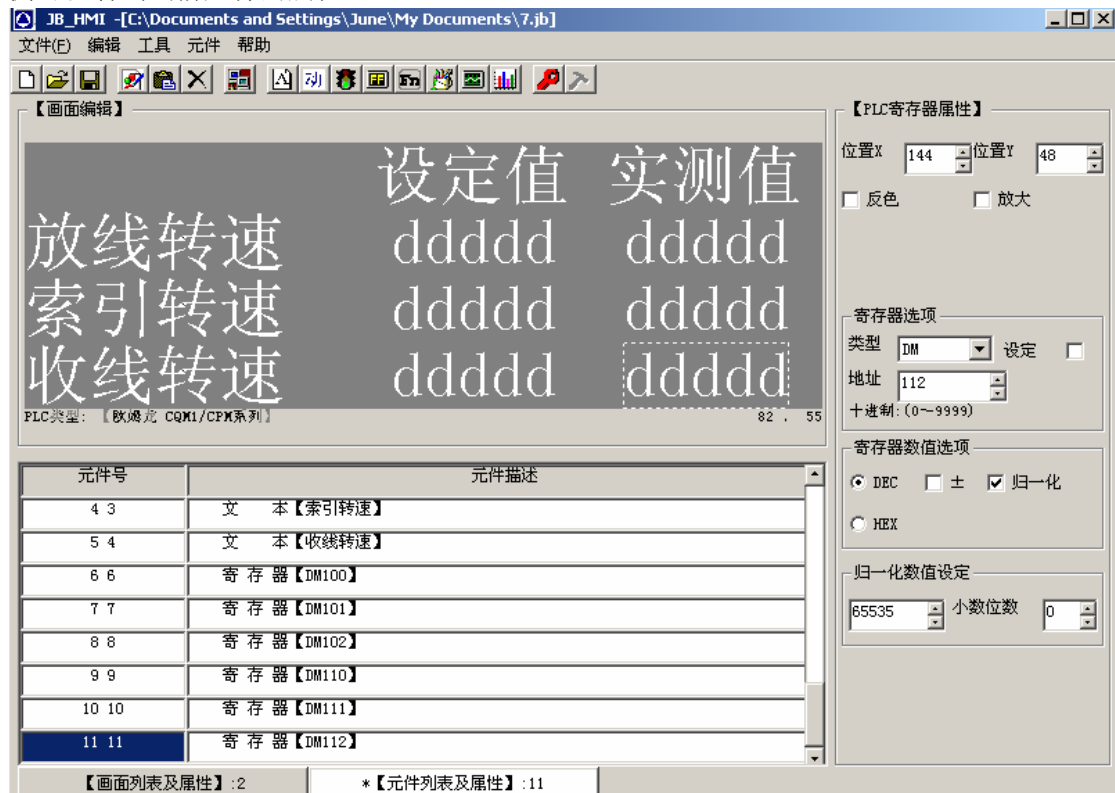 JB_HMI -[C:\Documents and Settings\June\My Documents\7.jb]
文件(F) 编辑 工具 元件 帮助
【画面编辑】
设定值 实测值
放线转速 ddddd ddddd
索引转速 ddddd ddddd
收线转速 ddddd ddddd
PLC类型: 【欧姆龙 CQM1/CPM系列】 82 , 55
元件号 元件描述
4 3 文 本【索引转速】
5 4 文 本【收线转速】
6 6 寄 存 器【DM100】
7 7 寄 存 器【DM101】
8 8 寄 存 器【DM102】
9 9 寄 存 器【DM110】
10 10 寄 存 器【DM111】
11 11 寄 存 器【DM112】
【画面列表及属性】:2 *【元件列表及属性】:11
【PLC寄存器属性】
位置X 144 位置Y 48
反色 放大
寄存器选项
类型 DM 设定
地址 112
十进制:(0~9999)
寄存器数值选项
DEC ± 归一化
HEX
归一化数值设定
65535 小数位数 0